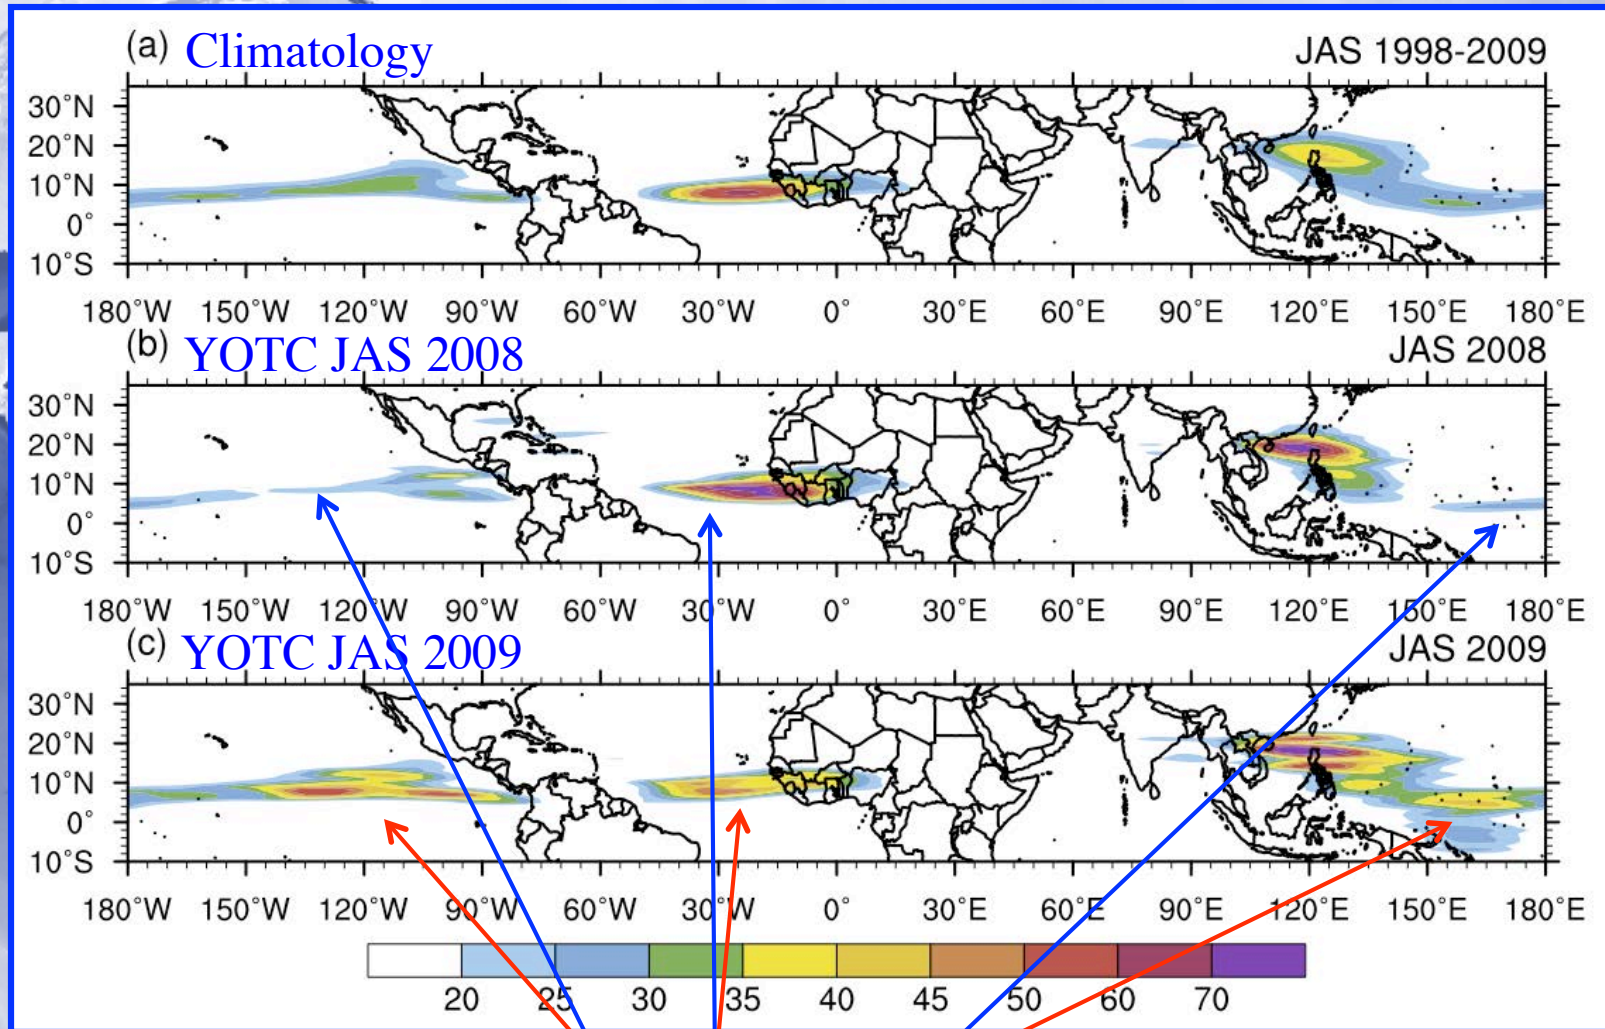 (a) Climatology JAS 1998-2009
30°N
20°N
10°N
0°
10°S
180°W 150°W 120°W 90°W 60°W 30°W 0° 30°E 60°E 90°E 120°E 150°E 180°E
(b) YOTC JAS 2008 JAS 2008
30°N
20°N
10°N
0°
10°S
180°W 150°W 120°W 90°W 60°W 30°W 0° 30°E 60°E 90°E 120°E 150°E 180°E
(c) YOTC JAS 2009 JAS 2009
30°N
20°N
10°N
0°
10°S
180°W 150°W 120°W 90°W 60°W 30°W 0° 30°E 60°E 90°E 120°E 150°E 180°E
20 25 30 35 40 45 50 60 70